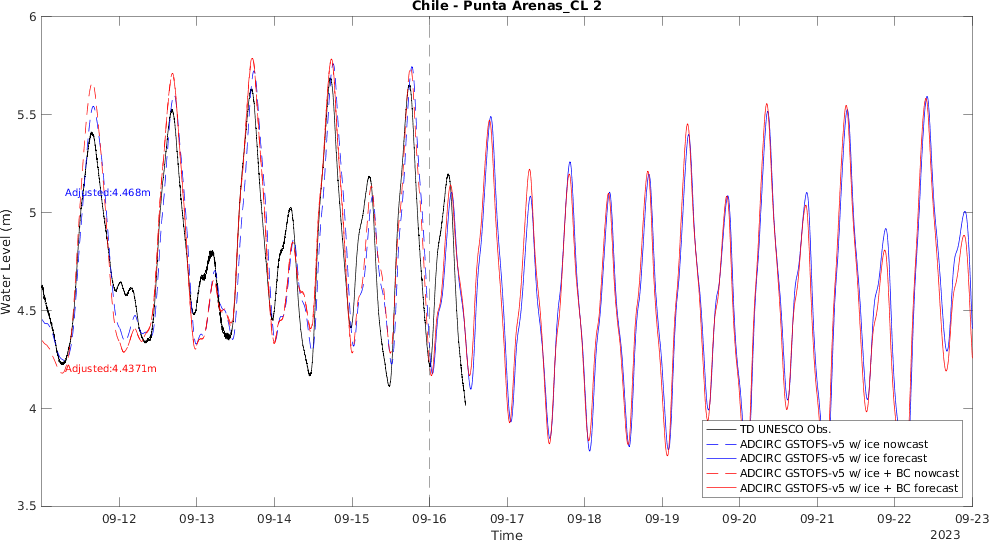 Chile - Punta Arenas_CL 2
6
5.5
5
4.5
4
3.5
Water Level (m)
Adjusted:4.468m
Adjusted:4.4371m
TD UNESCO Obs.
ADCIRC GSTOFS-v5 w/ ice nowcast
ADCIRC GSTOFS-v5 w/ ice forecast
ADCIRC GSTOFS-v5 w/ ice + BC nowcast
ADCIRC GSTOFS-v5 w/ ice + BC forecast
09-12 09-13 09-14 09-15 09-16 09-17 09-18 09-19 09-20 09-21 09-22 09-23
Time
2023